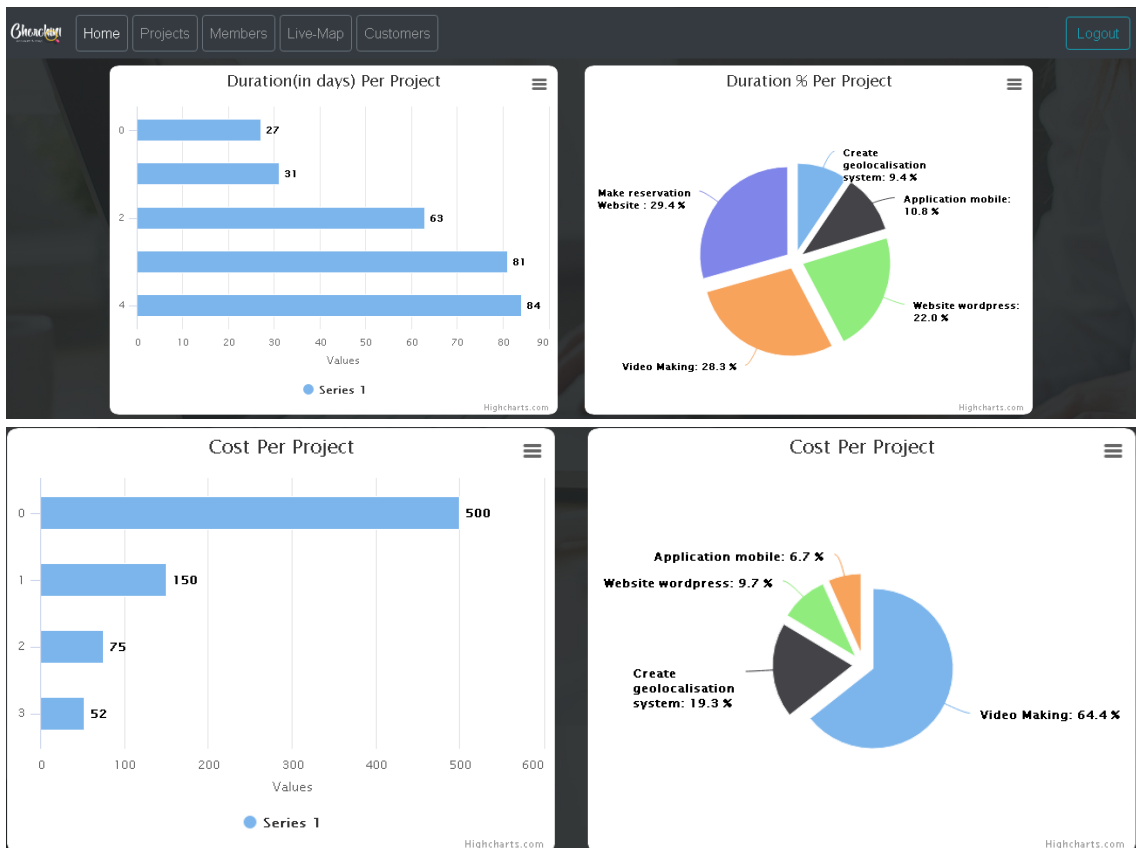 Cherchini
Home
Projects
Members
Live-Map
Customers
Logout
Duration(in days) Per Project
0
2
4
27
31
63
81
84
0 10 20 30 40 50 60 70 80 90
Values
Series 1
Highcharts.com
Duration % Per Project
Create
geolocalisation
system: 9.4 %
Application mobile:
10.8 %
Website wordpress:
22.0 %
Video Making: 28.3 %
Make reservation
Website : 29.4 %
Highcharts.com
Cost Per Project
0
1
2
3
500
150
75
52
0 100 200 300 400 500 600
Values
Series 1
Highcharts.com
Cost Per Project
Application mobile: 6.7 %
Website wordpress: 9.7 %
Create
geolocalisation
system: 19.3 %
Video Making: 64.4 %
Highcharts.com